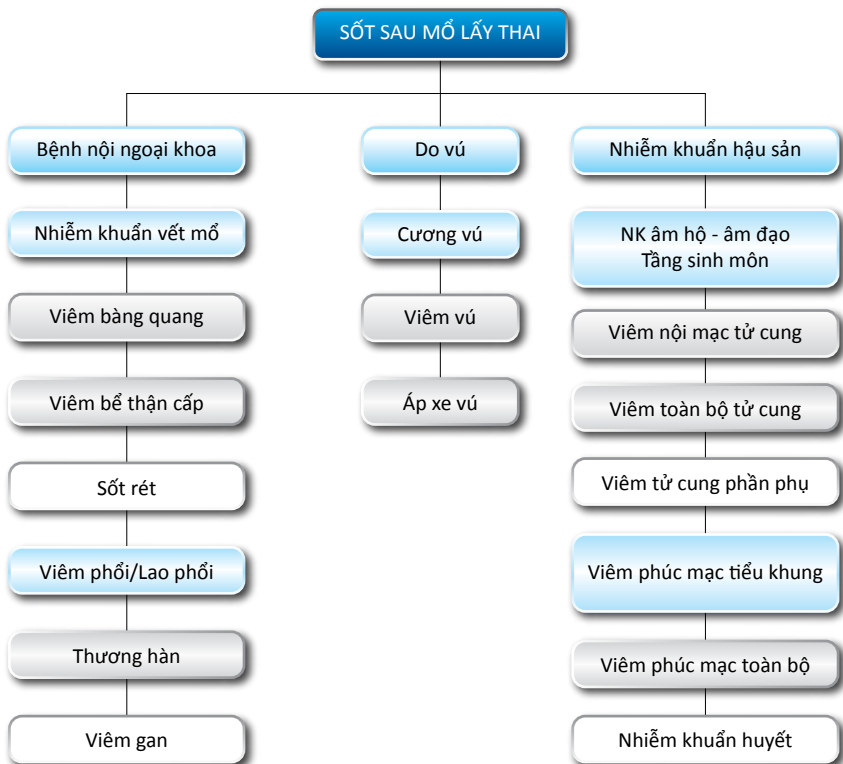 SỐT SAU MỔ LẤY THAI
Bệnh nội ngoại khoa
Nhiễm khuẩn vết mổ
Viêm bàng quang
Viêm bể thận cấp
Sốt rét
Viêm phổi/Lao phổi
Thương hàn
Viêm gan
Do vú
Cương vú
Viêm vú
Áp xe vú
Nhiễm khuẩn hậu sản
NK âm hộ - âm đạo
Tầng sinh môn
Viêm nội mạc tử cung
Viêm toàn bộ tử cung
Viêm tử cung phần phụ
Viêm phúc mạc tiểu khung
Viêm phúc mạc toàn bộ
Nhiễm khuẩn huyết